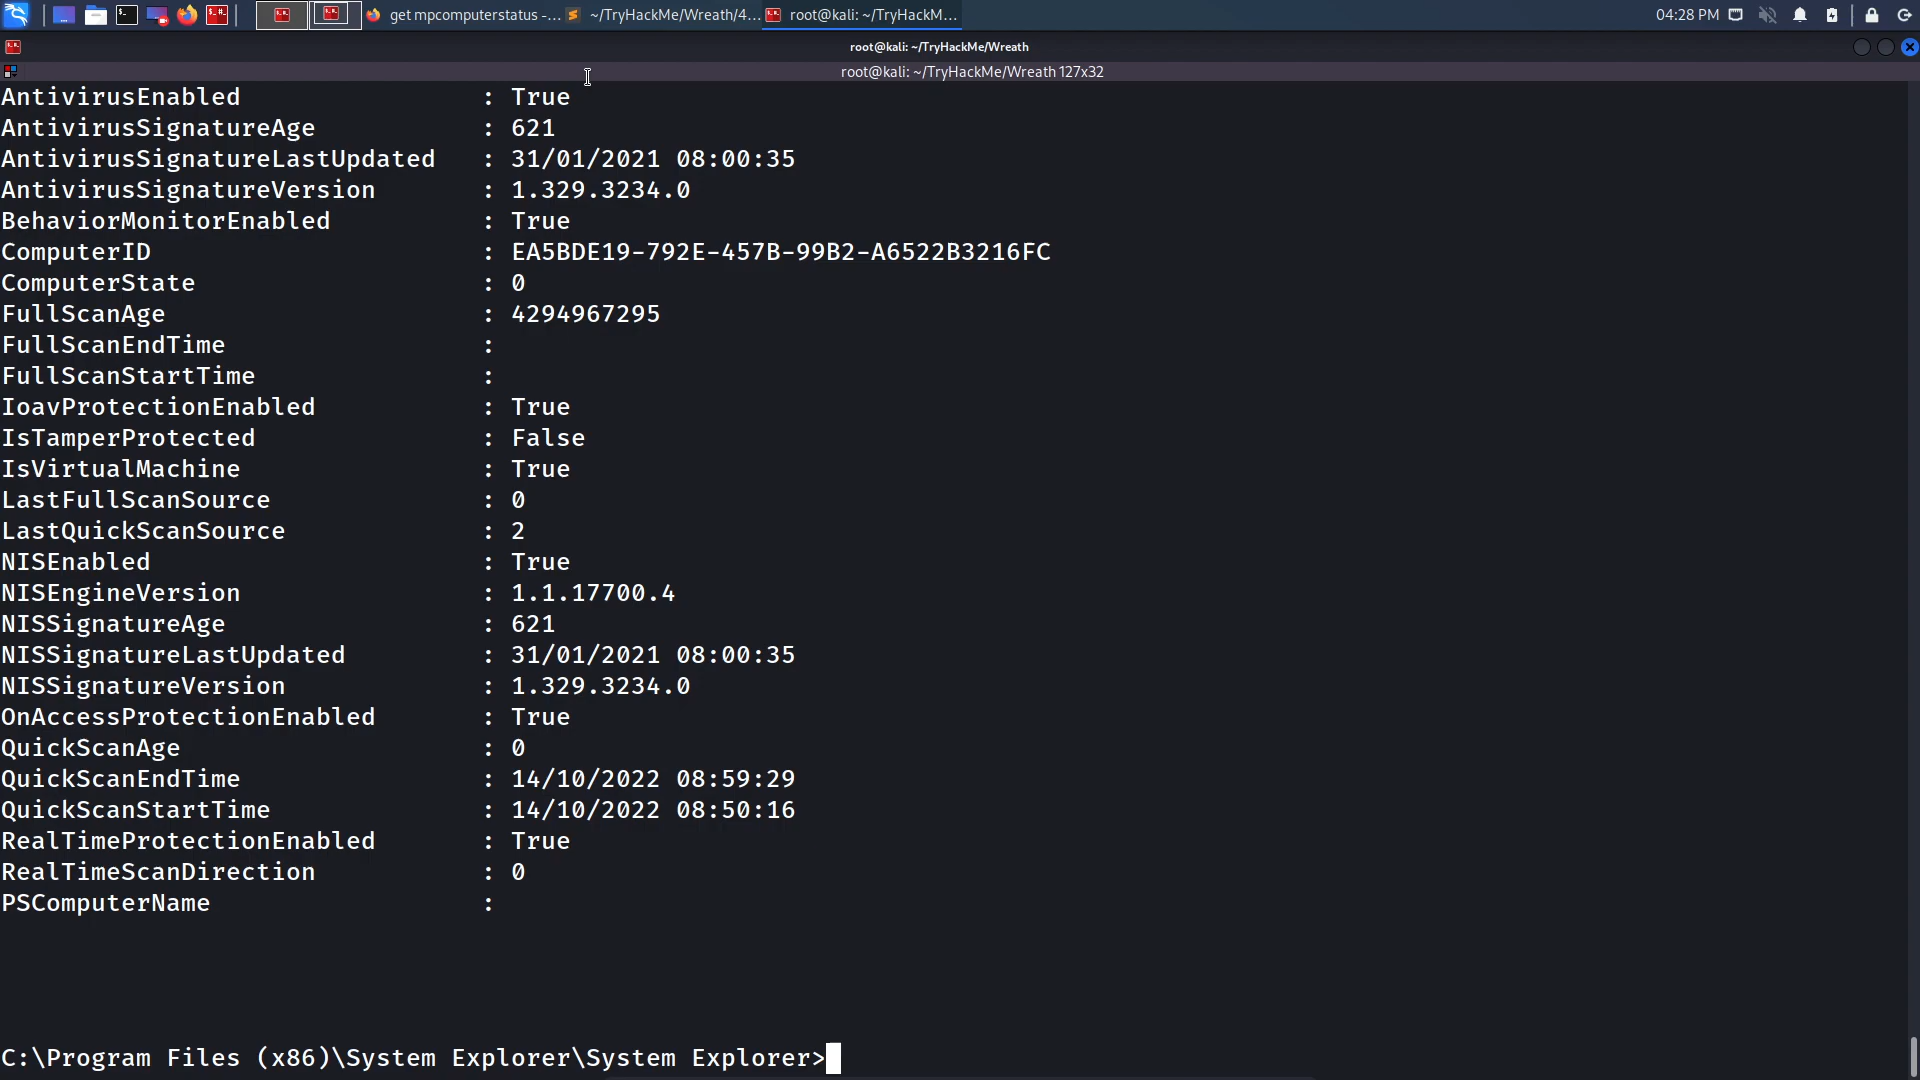 get mpcomputerstatus -... ~/TryHackMe/Wreath/4... root@kali: ~/TryHackM... 04:28 PM
root@kali: ~/TryHackMe/Wreath
root@kali: ~/TryHackMe/Wreath 127x32
AntivirusEnabled : True
AntivirusSignatureAge : 621
AntivirusSignatureLastUpdated : 31/01/2021 08:00:35
AntivirusSignatureVersion : 1.329.3234.0
BehaviorMonitorEnabled : True
ComputerID : EA5BDE19-792E-457B-99B2-A6522B3216FC
ComputerState : 0
FullScanAge : 4294967295
FullScanEndTime :
FullScanStartTime :
IoavProtectionEnabled : True
IsTamperProtected : False
IsVirtualMachine : True
LastFullScanSource : 0
LastQuickScanSource : 2
NISEnabled : True
NISEngineVersion : 1.1.17700.4
NISSignatureAge : 621
NISSignatureLastUpdated : 31/01/2021 08:00:35
NISSignatureVersion : 1.329.3234.0
OnAccessProtectionEnabled : True
QuickScanAge : 0
QuickScanEndTime : 14/10/2022 08:59:29
QuickScanStartTime : 14/10/2022 08:50:16
RealTimeProtectionEnabled : True
RealTimeScanDirection : 0
PSComputerName :
C:\Program Files (x86)\System Explorer\System Explorer>